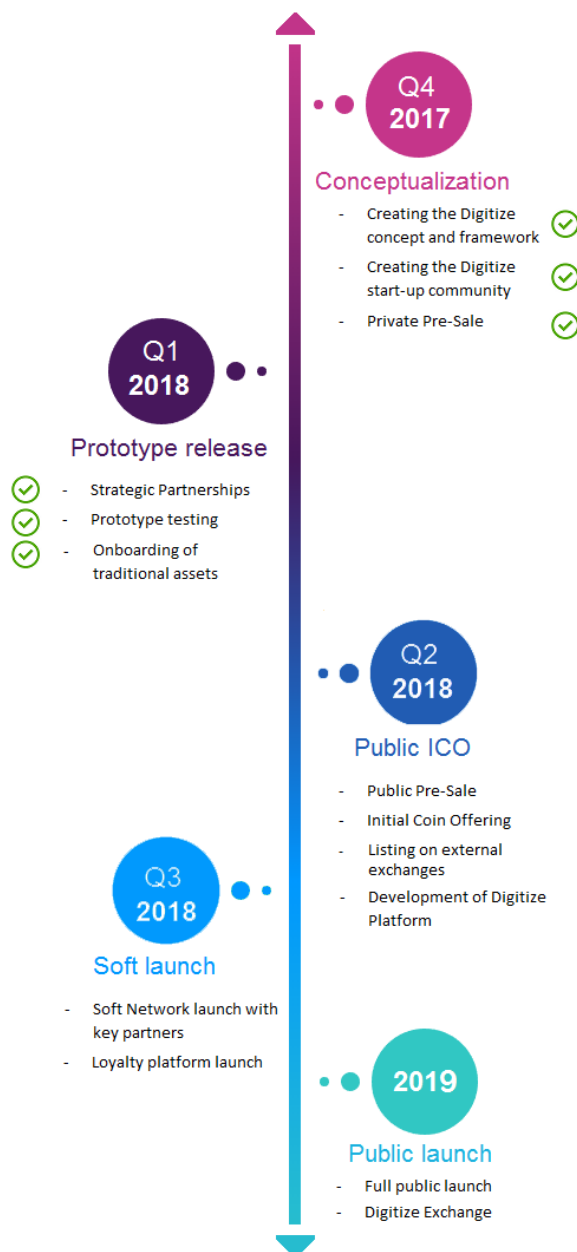 Q4
2017
Conceptualization
- Creating the Digitize
concept and framework
- Creating the Digitize
start-up community
- Private Pre-Sale
Q1
2018
Prototype release
- Strategic Partnerships
- Prototype testing
- Onboarding of
traditional assets
Q2
2018
Public ICO
- Public Pre-Sale
- Initial Coin Offering
- Listing on external
exchanges
- Development of Digitize
Platform
Q3
2018
Soft launch
- Soft Network launch with
key partners
- Loyalty platform launch
2019
Public launch
- Full public launch
- Digitize Exchange